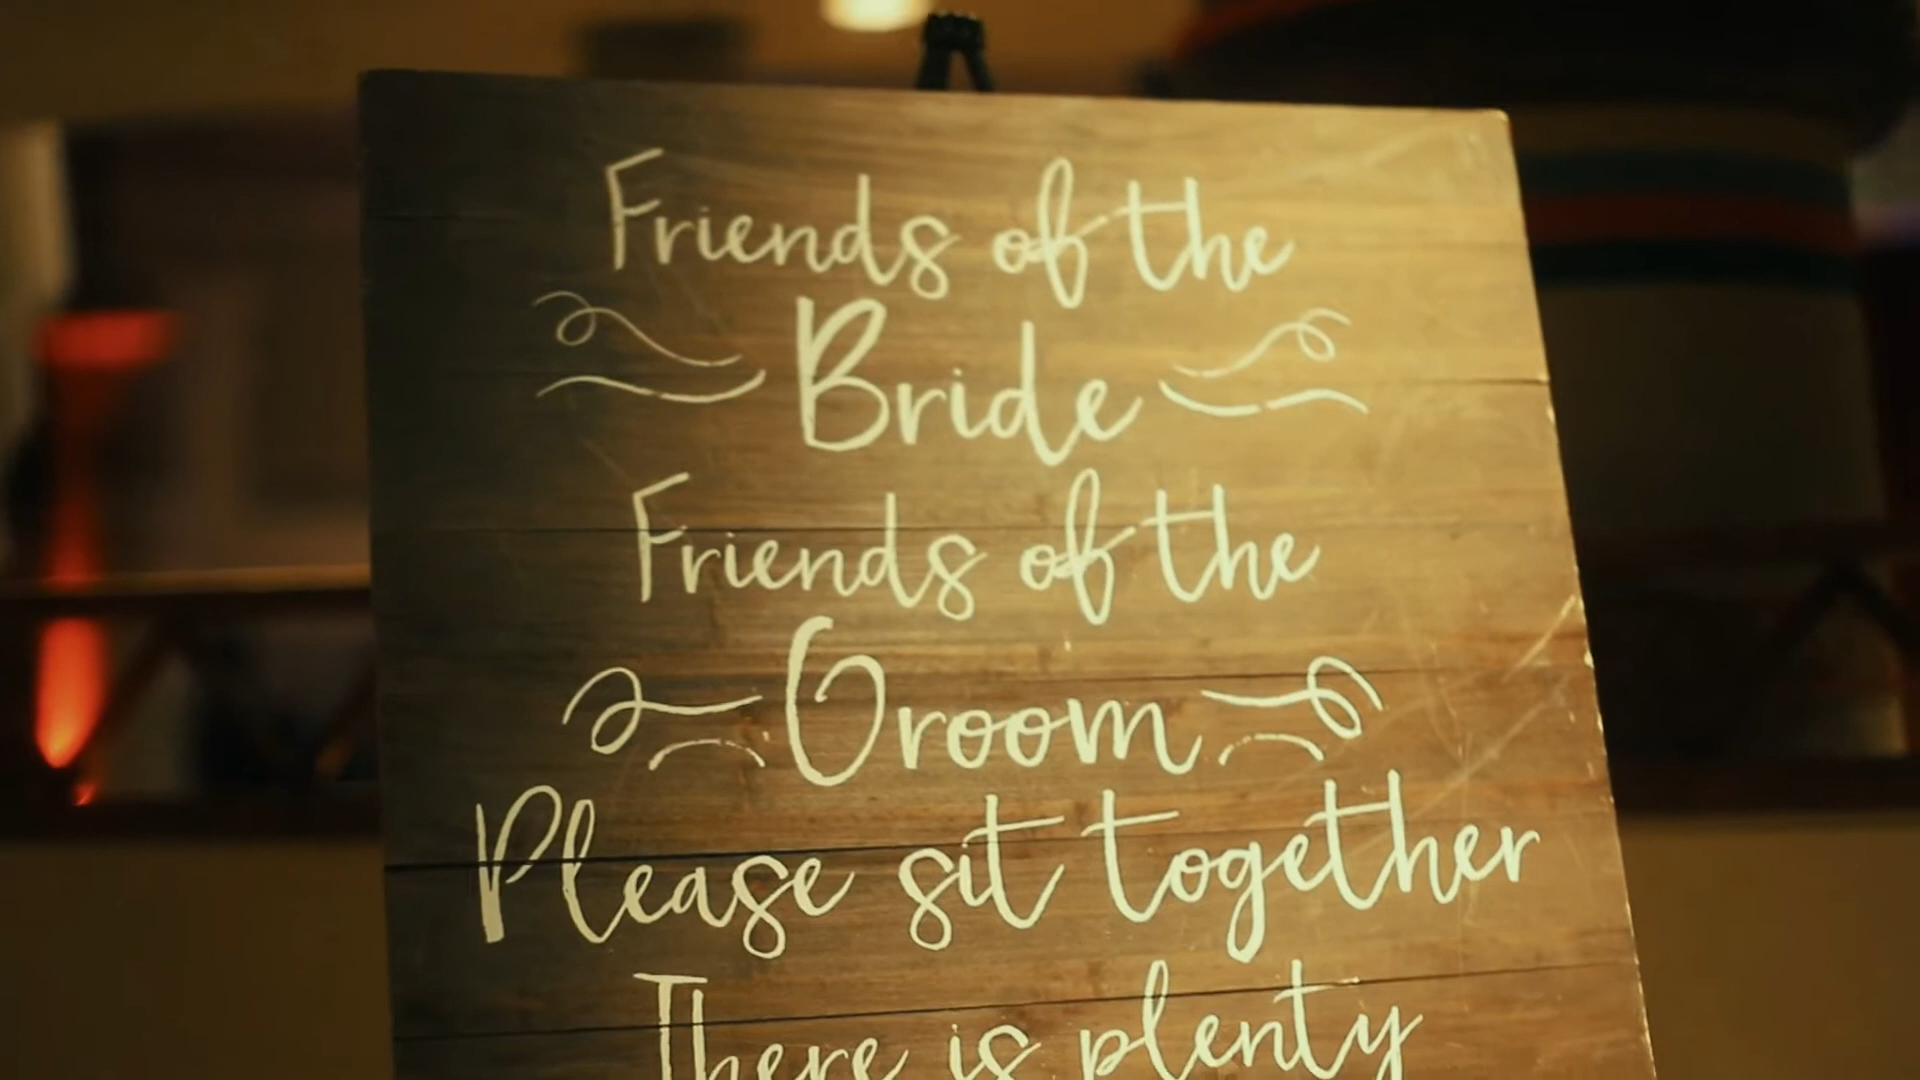 Friends of the
Bride
Friends of the
Groom
Please sit together
There is plenty